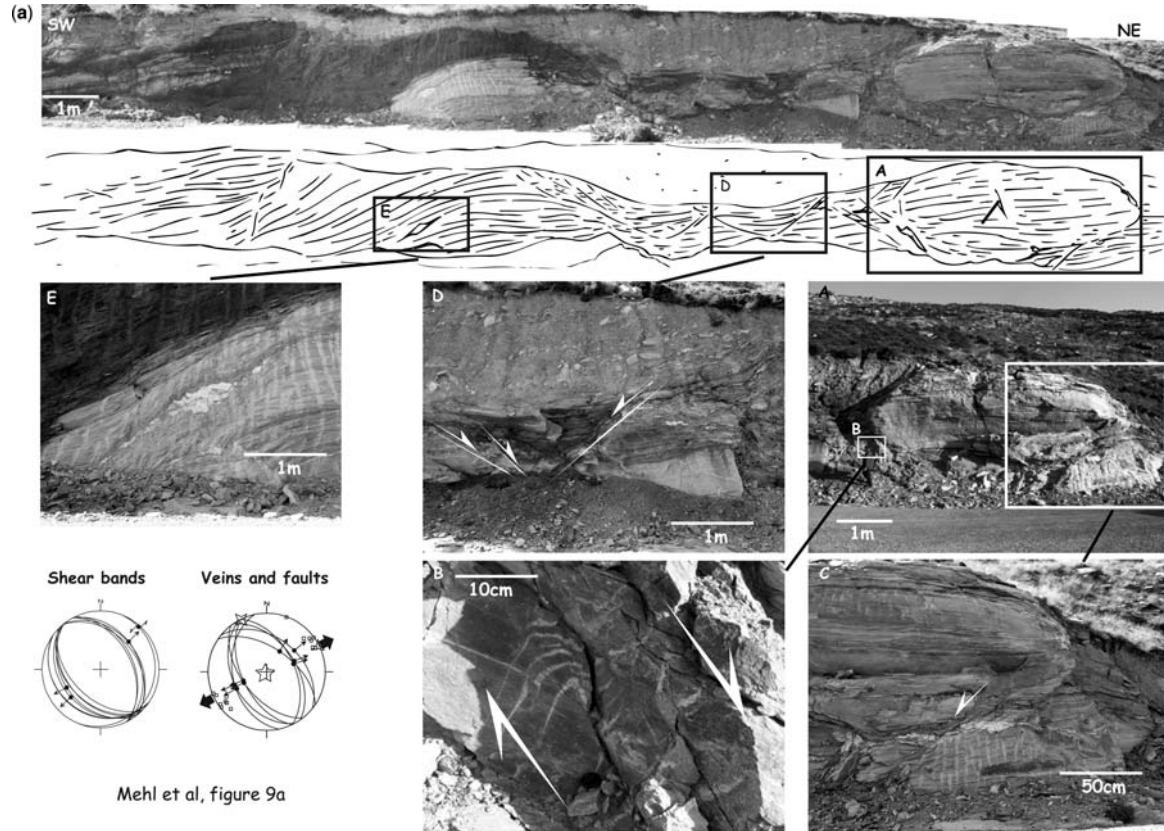 (a)
SW
NE
1m
A
D
E
E
1m
D
1m
A
B
1m
B
10cm
C
50cm
Shear bands
Veins and faults
N
N
Mehl et al, figure 9a